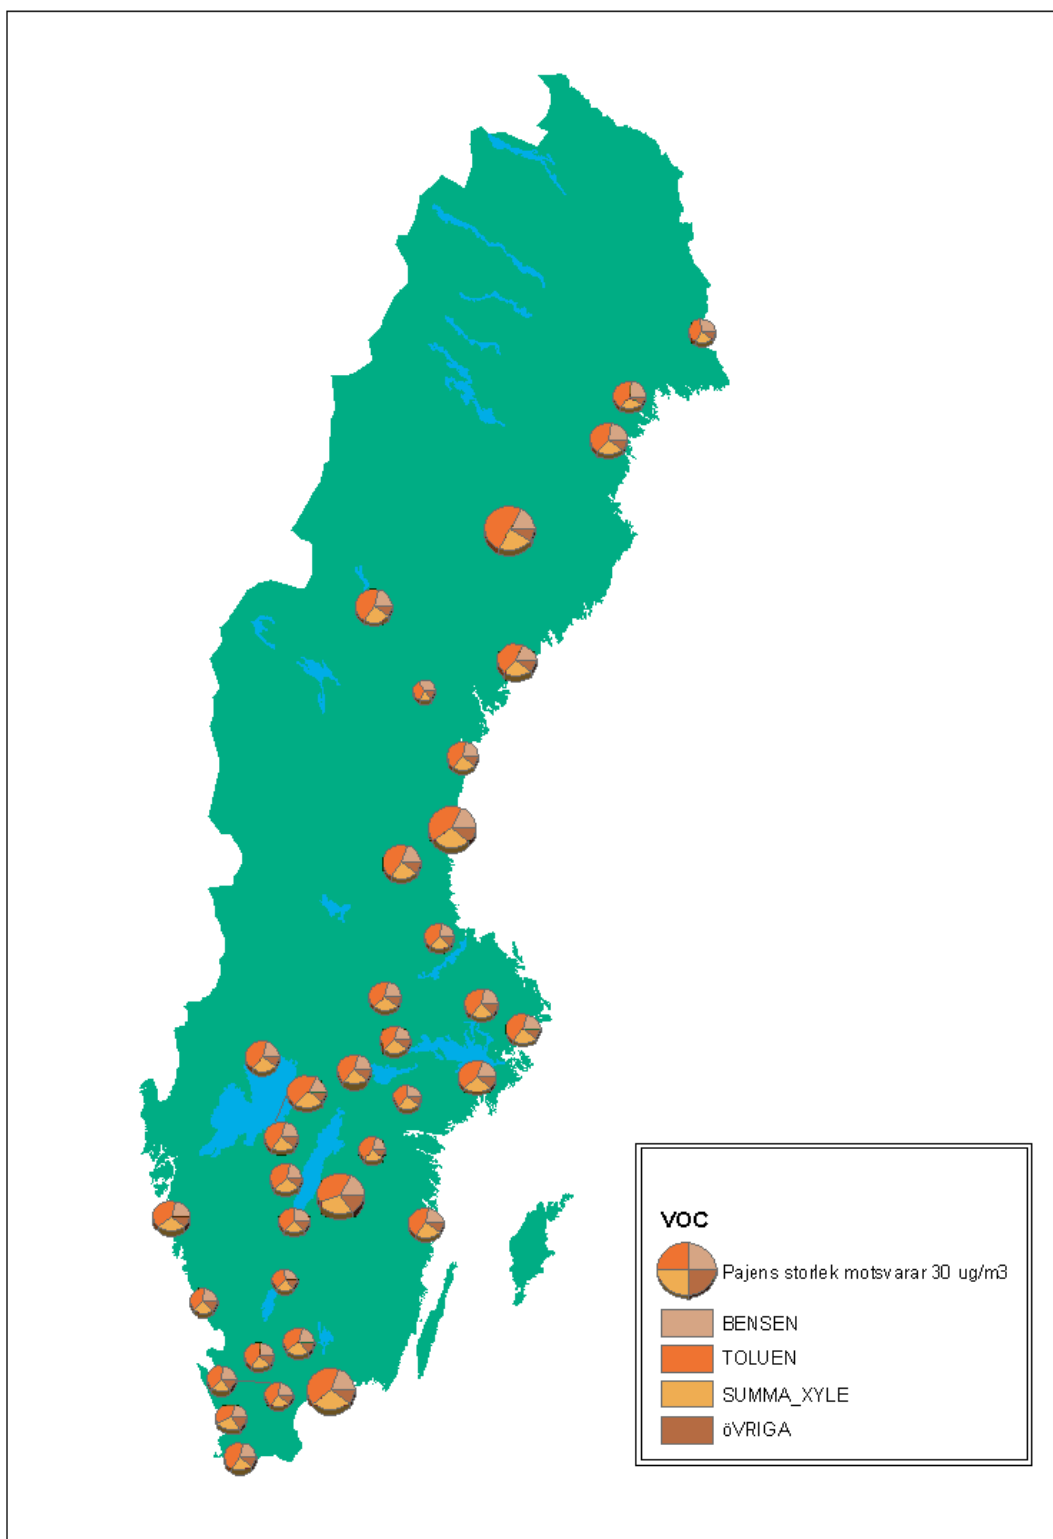 VOC
Pajens storlek motsvarar 30 ug/m3
BENSEN
TOLUEN
SUMMA_XYLE
öVRIGA